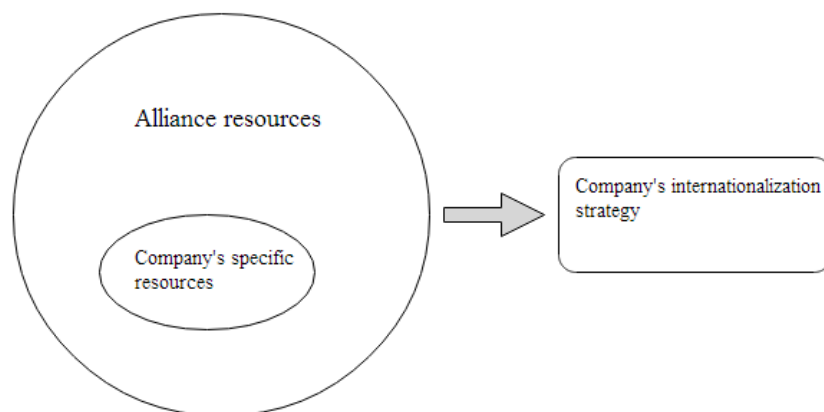 Alliance resources
Company's specific
resources
Company's internationalization
strategy